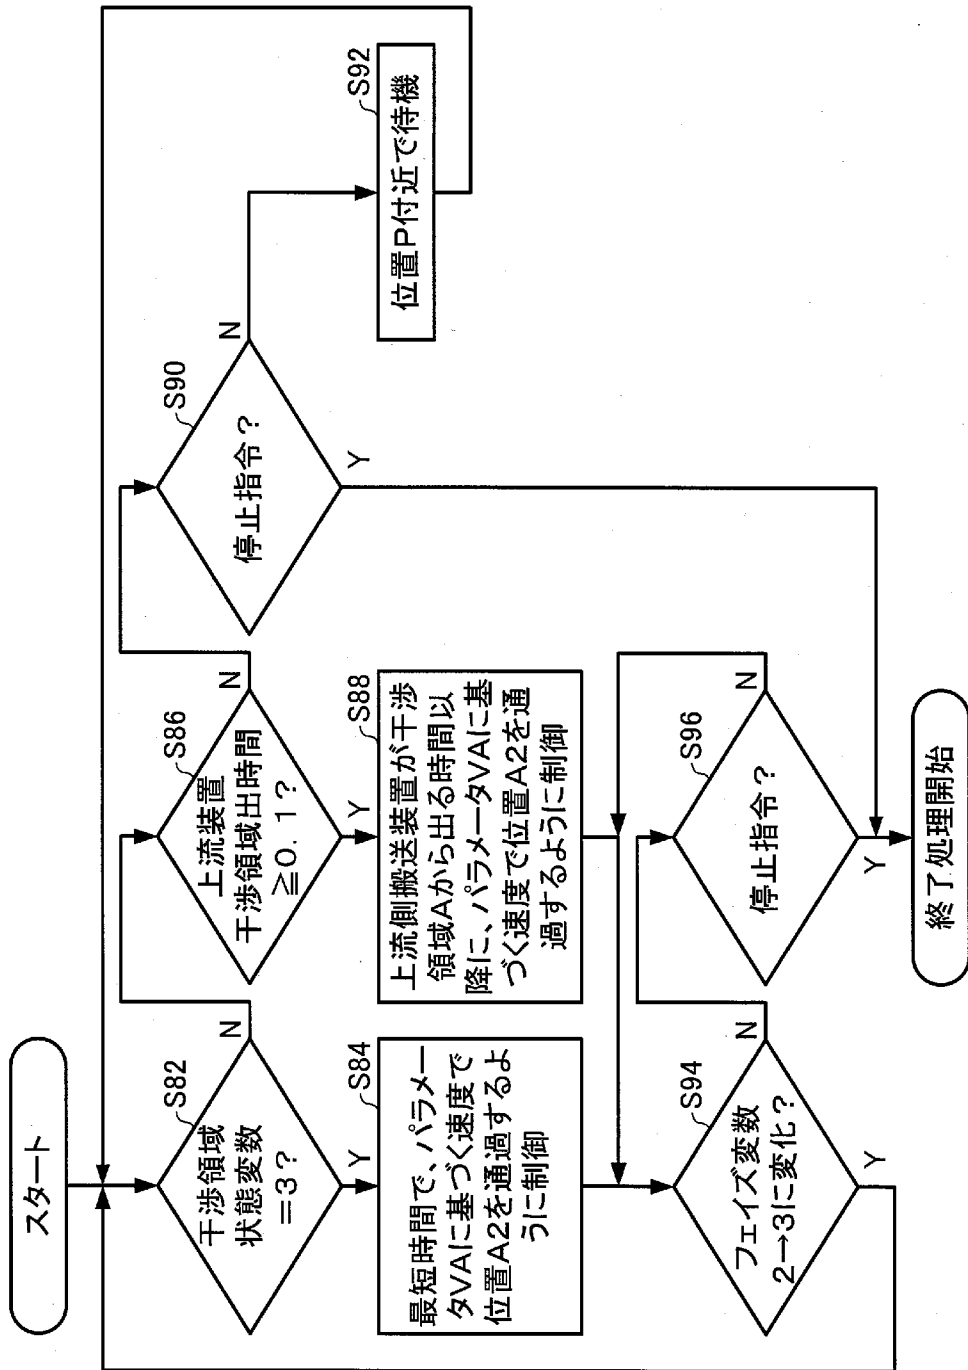 スタート
S82
干渉領域
状態変数
=3?
N
Y
S84
最短時間で、パラメー
タVAに基づく速度で
位置A2を通過するよ
うに制御
S86
上流装置
干渉領域出時間
≧0.1?
N
Y
S88
上流側搬送装置が干渉
領域Aから出る時間以
降に、パラメータVAに基
づく速度で位置A2を通
過するように制御
S90
停止指令?
N
Y
S92
位置P付近で待機
S94
フェイズ変数
2→3に変化?
N
Y
S96
停止指令?
N
Y
終了処理開始